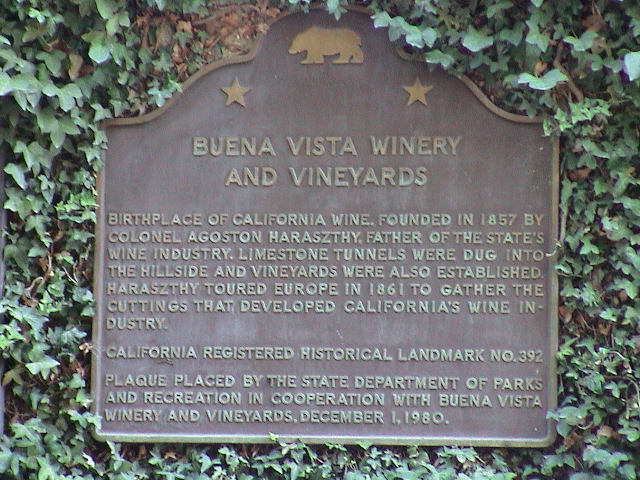 BUENA VISTA WINERY
AND VINEYARDS
BIRTHPLACE OF CALIFORNIA WINE. FOUNDED IN 1857 BY
COLONEL AGOSTON HARASZTHY, FATHER OF THE STATE'S
WINE INDUSTRY. LIMESTONE TUNNELS WERE DUG INTO
THE HILLSIDE AND VINEYARDS WERE ALSO ESTABLISHED.
HARASZTHY TOURED EUROPE IN 1861 TO GATHER THE
CUTTINGS THAT DEVELOPED CALIFORNIA'S WINE IN-
DUSTRY.
CALIFORNIA REGISTERED HISTORICAL LANDMARK NO. 392
PLAQUE PLACED BY THE STATE DEPARTMENT OF PARKS
AND RECREATION IN COOPERATION WITH BUENA VISTA
WINERY AND VINEYARDS, DECEMBER 1, 1980.